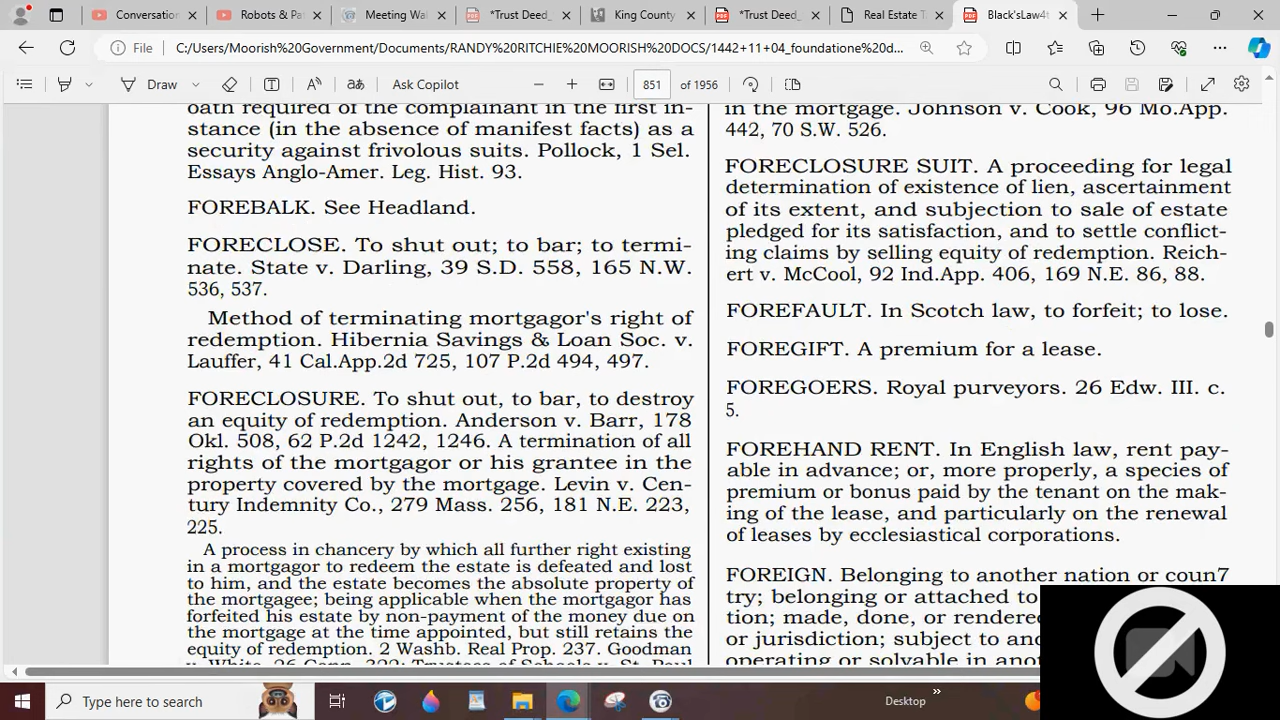 Conversation
Robots & Pa
Meeting Wai
*Trust Deed_
King County
*Trust Deed_
Real Estate T
Black'sLaw4t
File
C:/Users/Moorish%20Government/Documents/RANDY%20RITCHIE%20MOORISH%20DOCS/1442+11+04_foundatione%20d...
Draw
Ask Copilot
851 of 1956
oath required of the complainant in the first in-
stance (in the absence of manifest facts) as a
security against frivolous suits. Pollock, 1 Sel.
Essays Anglo-Amer. Leg. Hist. 93.
FOREBALK. See Headland.
FORECLOSE. To shut out; to bar; to termi-
nate. State v. Darling, 39 S.D. 558, 165 N.W.
536, 537.
Method of terminating mortgagor's right of
redemption. Hibernia Savings & Loan Soc. v.
Lauffer, 41 Cal.App.2d 725, 107 P.2d 494, 497.
FORECLOSURE. To shut out, to bar, to destroy
an equity of redemption. Anderson v. Barr, 178
Okl. 508, 62 P.2d 1242, 1246. A termination of all
rights of the mortgagor or his grantee in the
property covered by the mortgage. Levin v. Cen-
tury Indemnity Co., 279 Mass. 256, 181 N.E. 223,
225.
A process in chancery by which all further right existing
in a mortgagor to redeem the estate is defeated and lost
to him, and the estate becomes the absolute property of
the mortgagee; being applicable when the mortgagor has
forfeited his estate by non-payment of the money due on
the mortgage at the time appointed, but still retains the
equity of redemption. 2 Washb. Real Prop. 237. Goodman
v. White, 26 Conn. 322; Trustees of Schools v. St. Paul
in the mortgage. Johnson v. Cook, 96 Mo.App.
442, 70 S.W. 526.
FORECLOSURE SUIT. A proceeding for legal
determination of existence of lien, ascertainment
of its extent, and subjection to sale of estate
pledged for its satisfaction, and to settle conflict-
ing claims by selling equity of redemption. Reich-
ert v. McCool, 92 Ind.App. 406, 169 N.E. 86, 88.
FOREFAULT. In Scotch law, to forfeit; to lose.
FOREGIFT. A premium for a lease.
FOREGOERS. Royal purveyors. 26 Edw. III. c.
5.
FOREHAND RENT. In English law, rent pay-
able in advance; or, more properly, a species of
premium or bonus paid by the tenant on the mak-
ing of the lease, and particularly on the renewal
of leases by ecclesiastical corporations.
FOREIGN. Belonging to another nation or coun7
try; belonging or attached to
tion; made, done, or rendered
or jurisdiction; subject to
operating or solvable in
Type here to search
Desktop